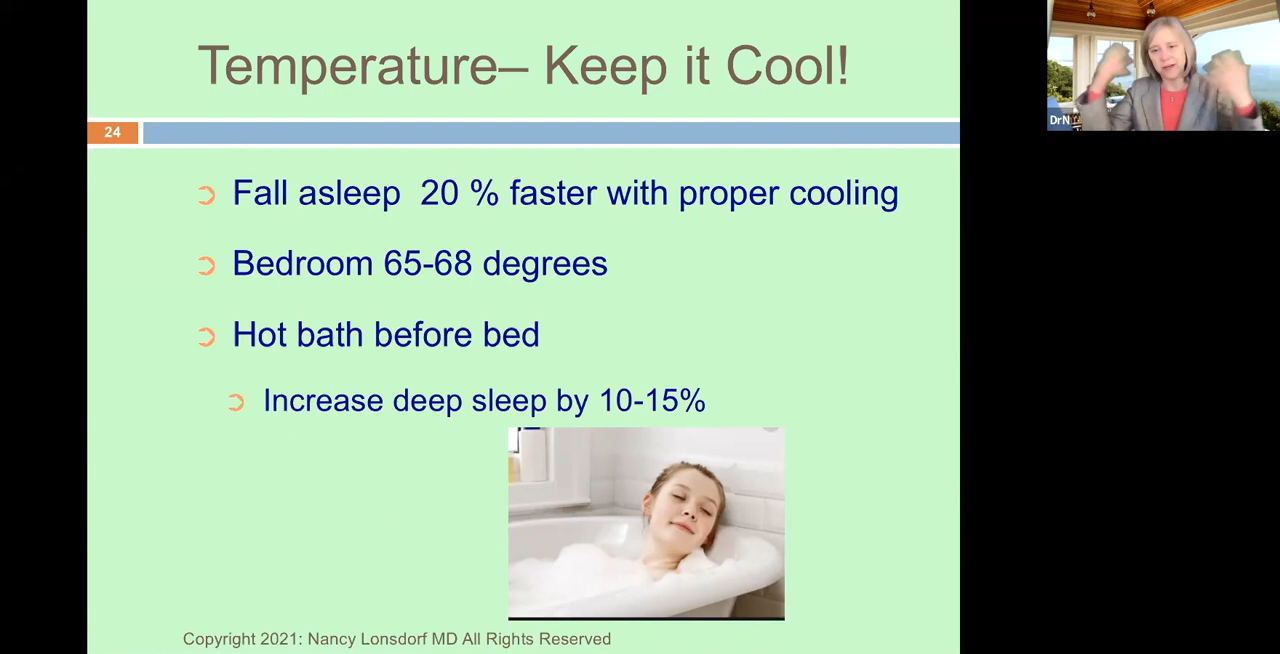 Temperature– Keep it Cool!
24
Fall asleep  20 % faster with proper cooling
Bedroom 65-68 degrees
Hot bath before bed
Increase deep sleep by 10-15%
Copyright 2021: Nancy Lonsdorf MD All Rights Reserved
DrN